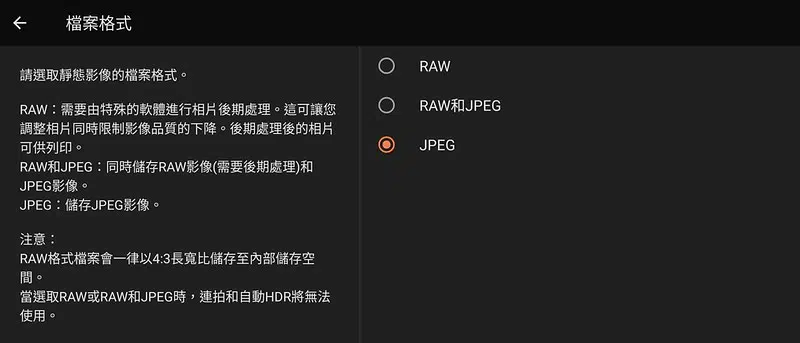 檔案格式
請選取靜態影像的檔案格式。
RAW：需要由特殊的軟體進行相片後期處理。這可讓您
調整相片同時限制影像品質的下降。後期處理後的相片
可供列印。
RAW和JPEG：同時儲存RAW影像(需要後期處理)和
JPEG影像。
JPEG：儲存JPEG影像。
注意：
RAW格式檔案會一律以4:3長寬比儲存至內部儲存空
間。
當選取RAW或RAW和JPEG時，連拍和自動HDR將無法
使用。
RAW
RAW和JPEG
JPEG